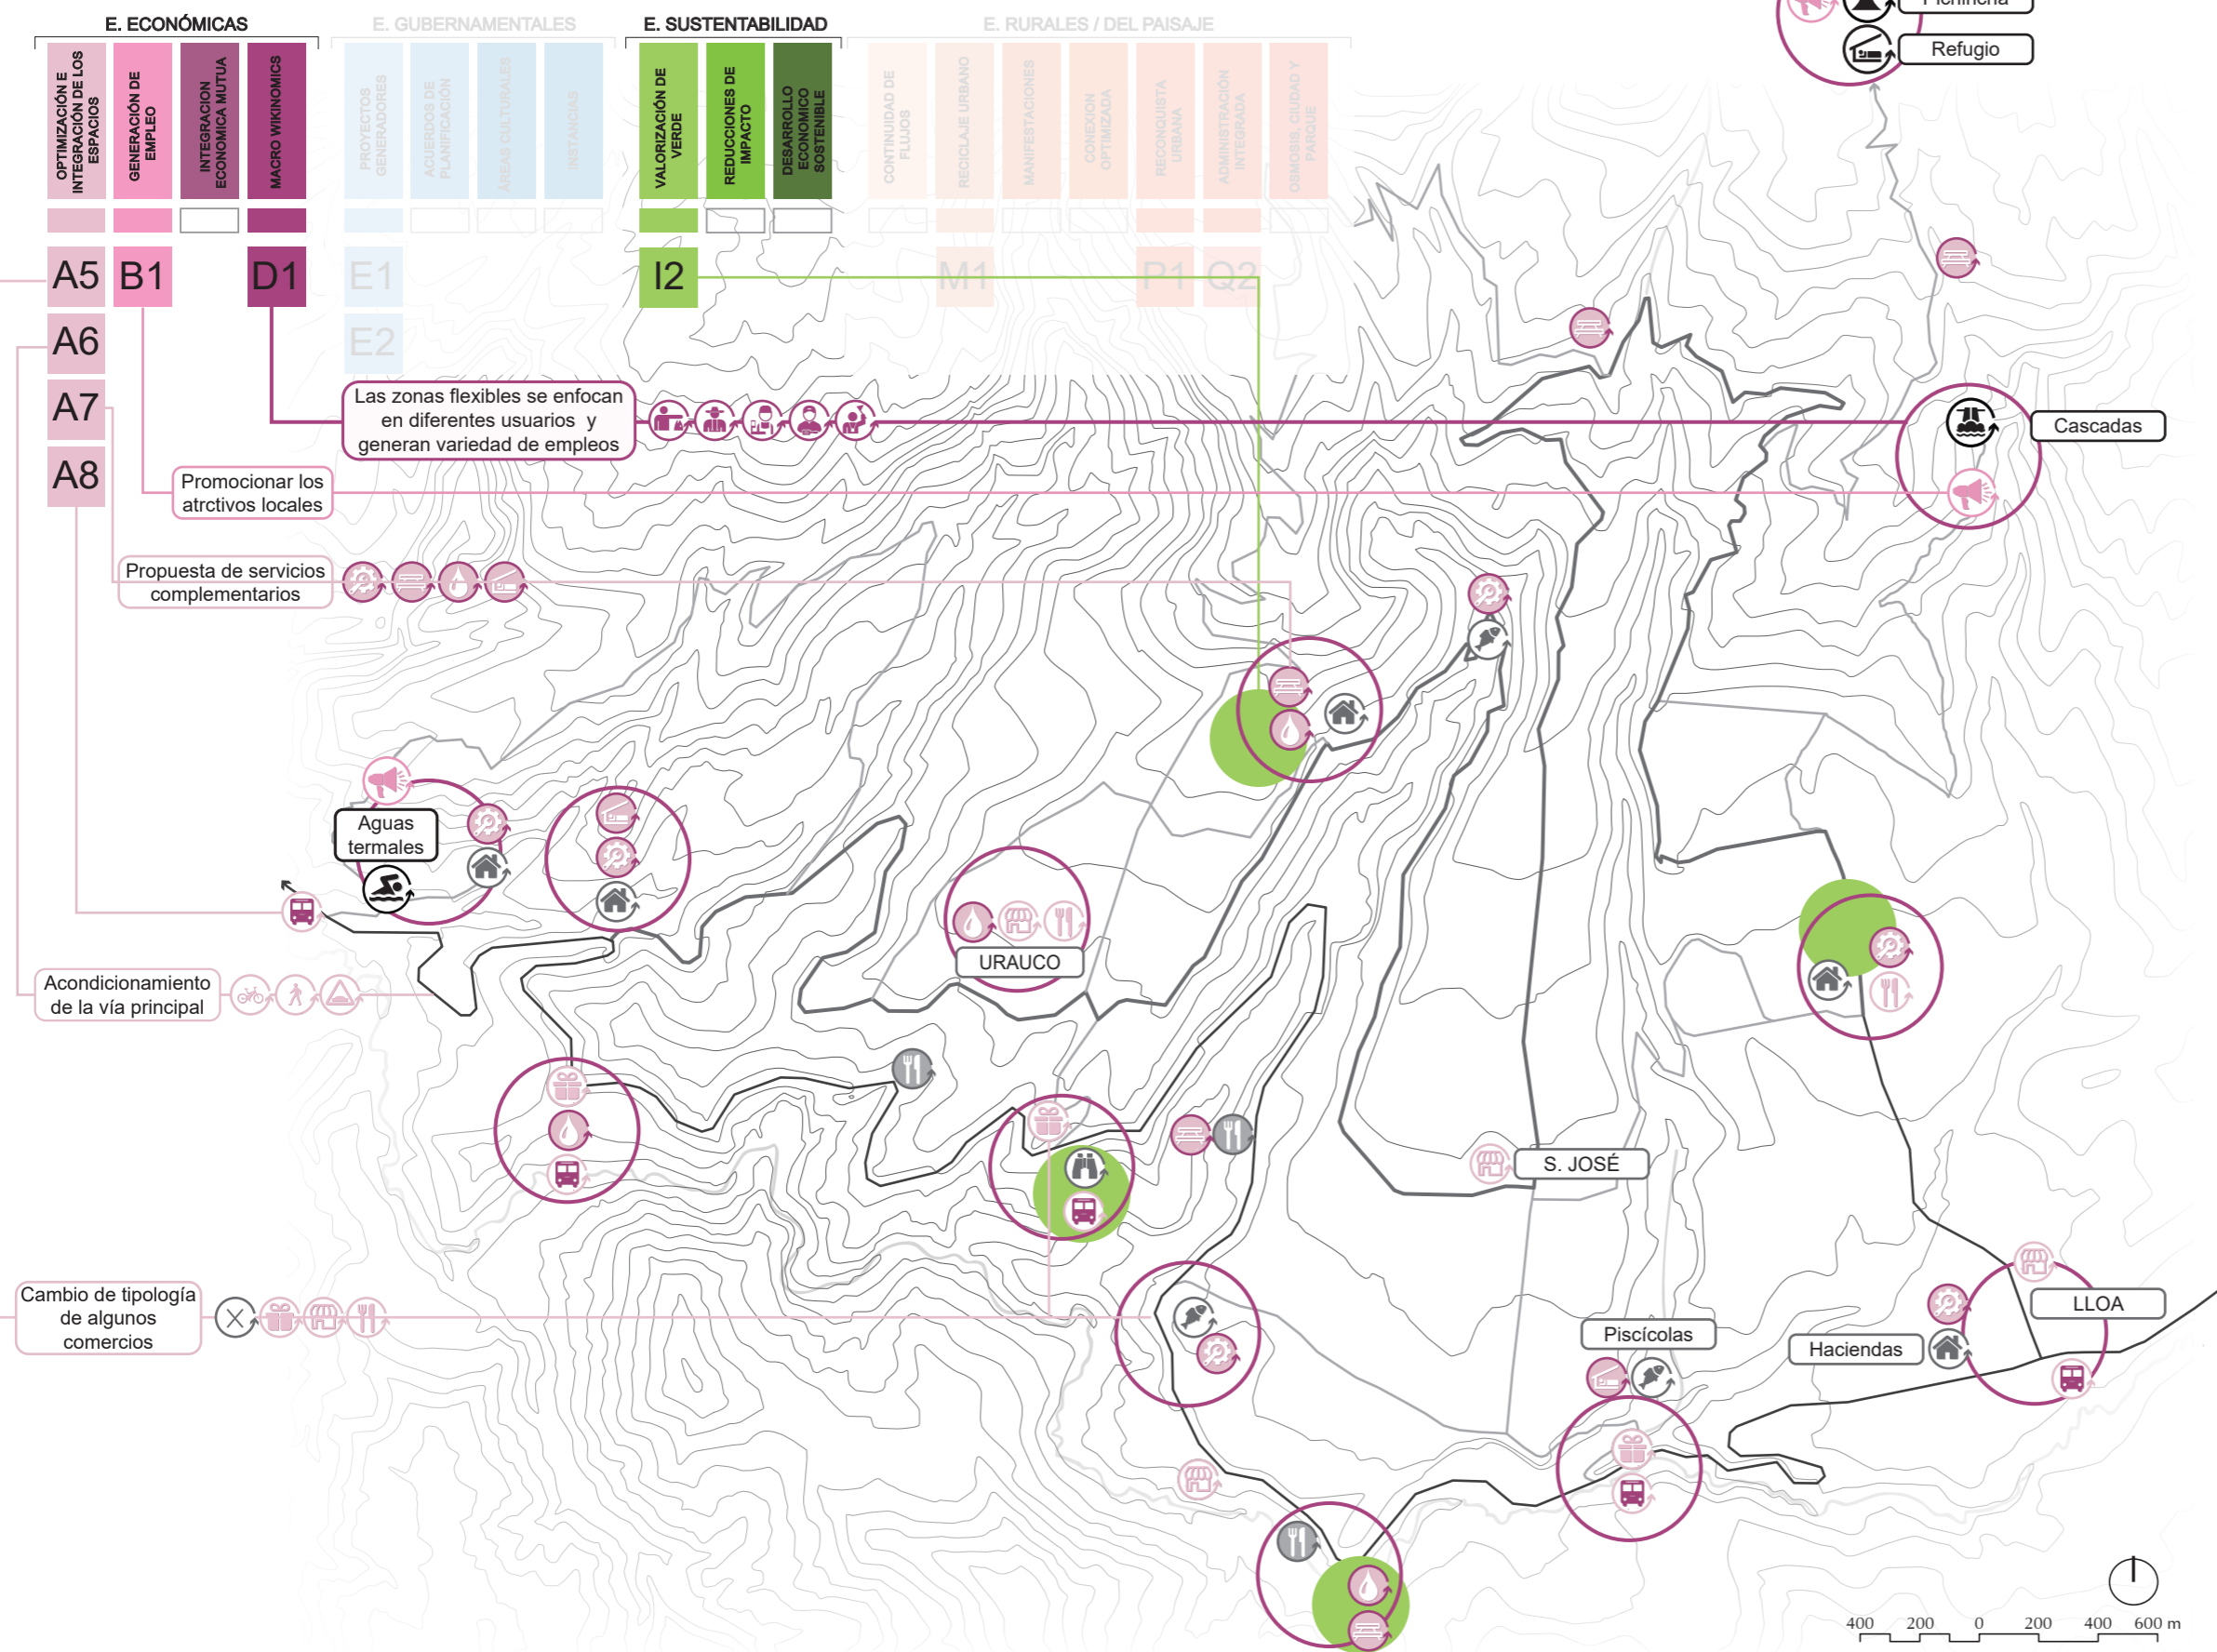 E. ECONÓMICAS
E. GUBERNAMENTALES
E. SUSTENTABILIDAD
E. RURALES / DEL PAISAJE
OPTIMIZACIÓN E
INTEGRACIÓN DE LOS
ESPACIOS
GENERACIÓN DE
EMPLEO
INTEGRACION
ECONOMICA MUTUA
MACRO WIKINOMICS
PROYECTOS
GENERADORES
ACUERDOS DE
PLANIFICACIÓN
ÁREAS CULTURALES
INSTANCIAS
VALORIZACIÓN DE
VERDE
REDUCCIONES DE
IMPACTO
DESARROLLO
ECONOMICO
SOSTENIBLE
CONTINUIDAD DE
FLUJOS
RECICLAJE URBANO
MANIFESTACIONES
CONEXION
OPTIMIZADA
RECONQUISTA
URBANA
ADMINISTRACIÓN
INTEGRADA
OSMOSIS, CIUDAD Y
PARQUE
A5
B1
D1
E1
I2
M1
P1
Q2
A6
E2
A7
A8
Refugio
Las zonas flexibles se enfocan
en diferentes usuarios y
generan variedad de empleos
Cascadas
Promocionar los
atrctivos locales
Propuesta de servicios
complementarios
Aguas
termales
URAUCO
Acondicionamiento
de la vía principal
S. JOSÉ
Cambio de tipología
de algunos
comercios
LLOA
Piscícolas
Haciendas
400 200 0 200 400 600 m